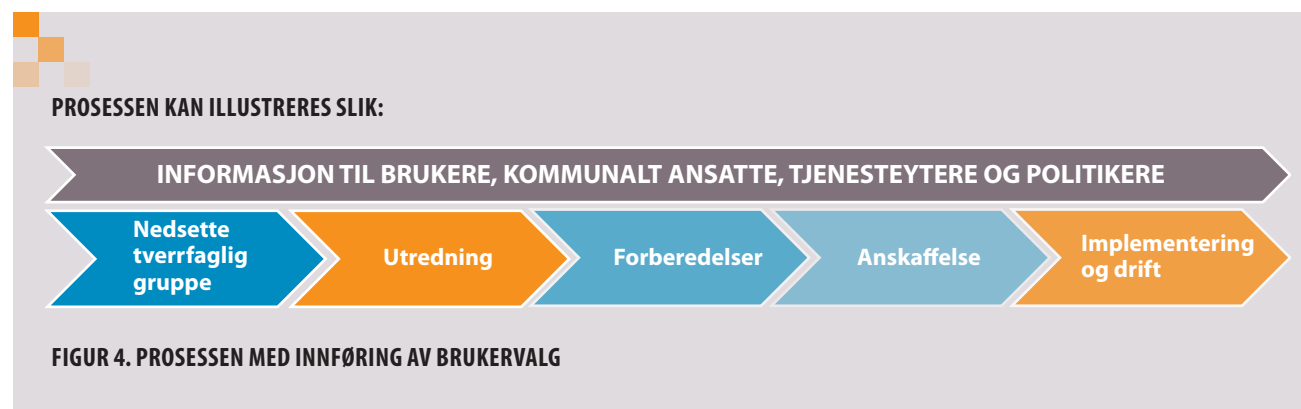 PROSESSEN KAN ILLUSTRERES SLIK:
INFORMASJON TIL BRUKERE, KOMMUNALT ANSATTE, TJENESTEYTERE OG POLITIKERE
Nedsette
tverrfaglig
gruppe
Utredning
Forberedelser
Anskaffelse
Implementering
og drift
FIGUR 4. PROSESSEN MED INNFØRING AV BRUKERVALG